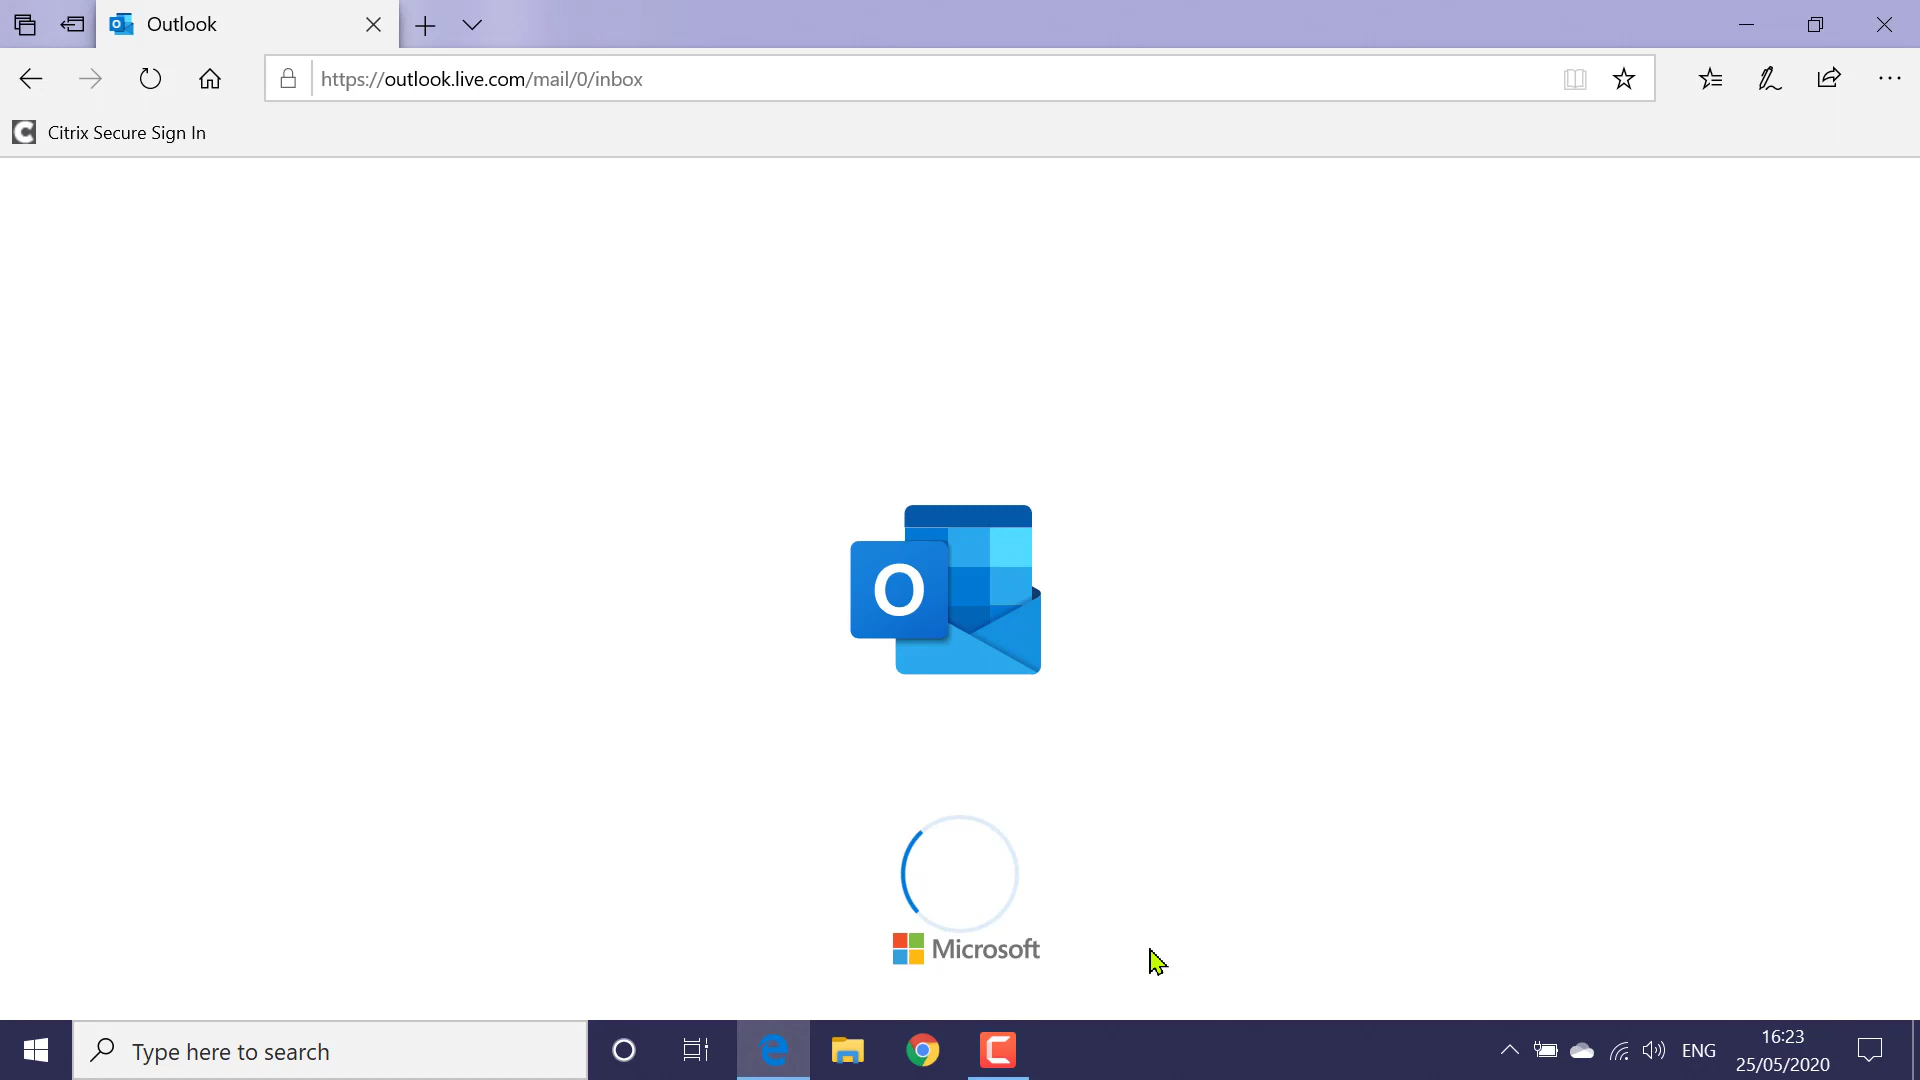 Outlook
https://outlook.live.com/mail/0/inbox
Citrix Secure Sign In
O
Microsoft
Type here to search
ENG
16:23
25/05/2020